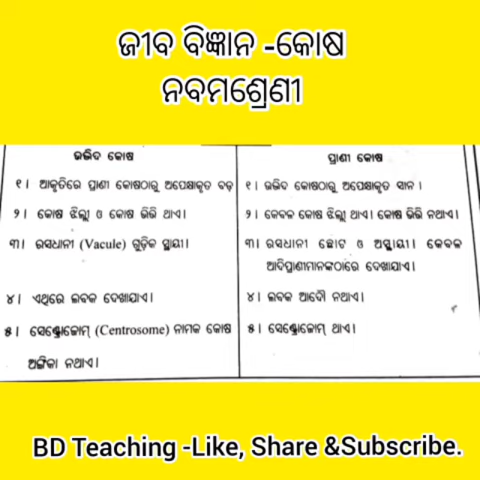 ଜୀବ ବିଜ୍ଞାନ -କୋଷ
ନବମଶ୍ରେଣୀ
ଉଦ୍ଭିଦ କୋଷ
୧। ଆକୃତିରେ ପ୍ରାଣୀ କୋଷଠାରୁ ଅପେକ୍ଷାକୃତ ବଡ଼
୨। କୋଷ ଝିଲ୍ଲୀ ଓ କୋଷ ଭିତ୍ତି ଥାଏ।
୩। ରସଧାନୀ (Vacule) ଗୁଡ଼ିକ ସ୍ଥାୟୀ।
୪। ଏଥିରେ ଲବକ ଦେଖାଯାଏ।
୫। ସେଣ୍ଟ୍ରୋଜୋମ୍ (Centrosome) ନାମକ କୋଷ
ଅଙ୍ଗିକା ନଥାଏ।
ପ୍ରାଣୀ କୋଷ
୧। ଉଦ୍ଭିଦ କୋଷଠାରୁ ଅପେକ୍ଷାକୃତ ସାନ।
୨। କେବଳ କୋଷ ଝିଲ୍ଲୀ ଥାଏ। କୋଷ ଭିତ୍ତି ନଥାଏ।
୩। ରସଧାନୀ ଛୋଟ ଓ ଅସ୍ଥାୟୀ। କେବଳ
ଆଦିପ୍ରାଣୀମାନଙ୍କଠାରେ ଦେଖାଯାଏ।
୪। ଲବକ ଆଦୌ ନଥାଏ।
୫। ସେଣ୍ଟ୍ରୋଜୋମ୍ ଥାଏ।
BD Teaching -Like, Share &Subscribe.